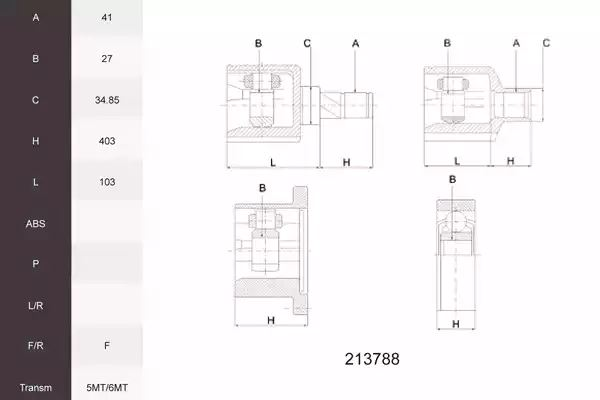 A 41
B 27
C 34.85
H 403
L 103
ABS
P
L/R
F/R F
Transm 5MT/6MT
B C A
L H
B A C
L H
B
H
B
H
213788